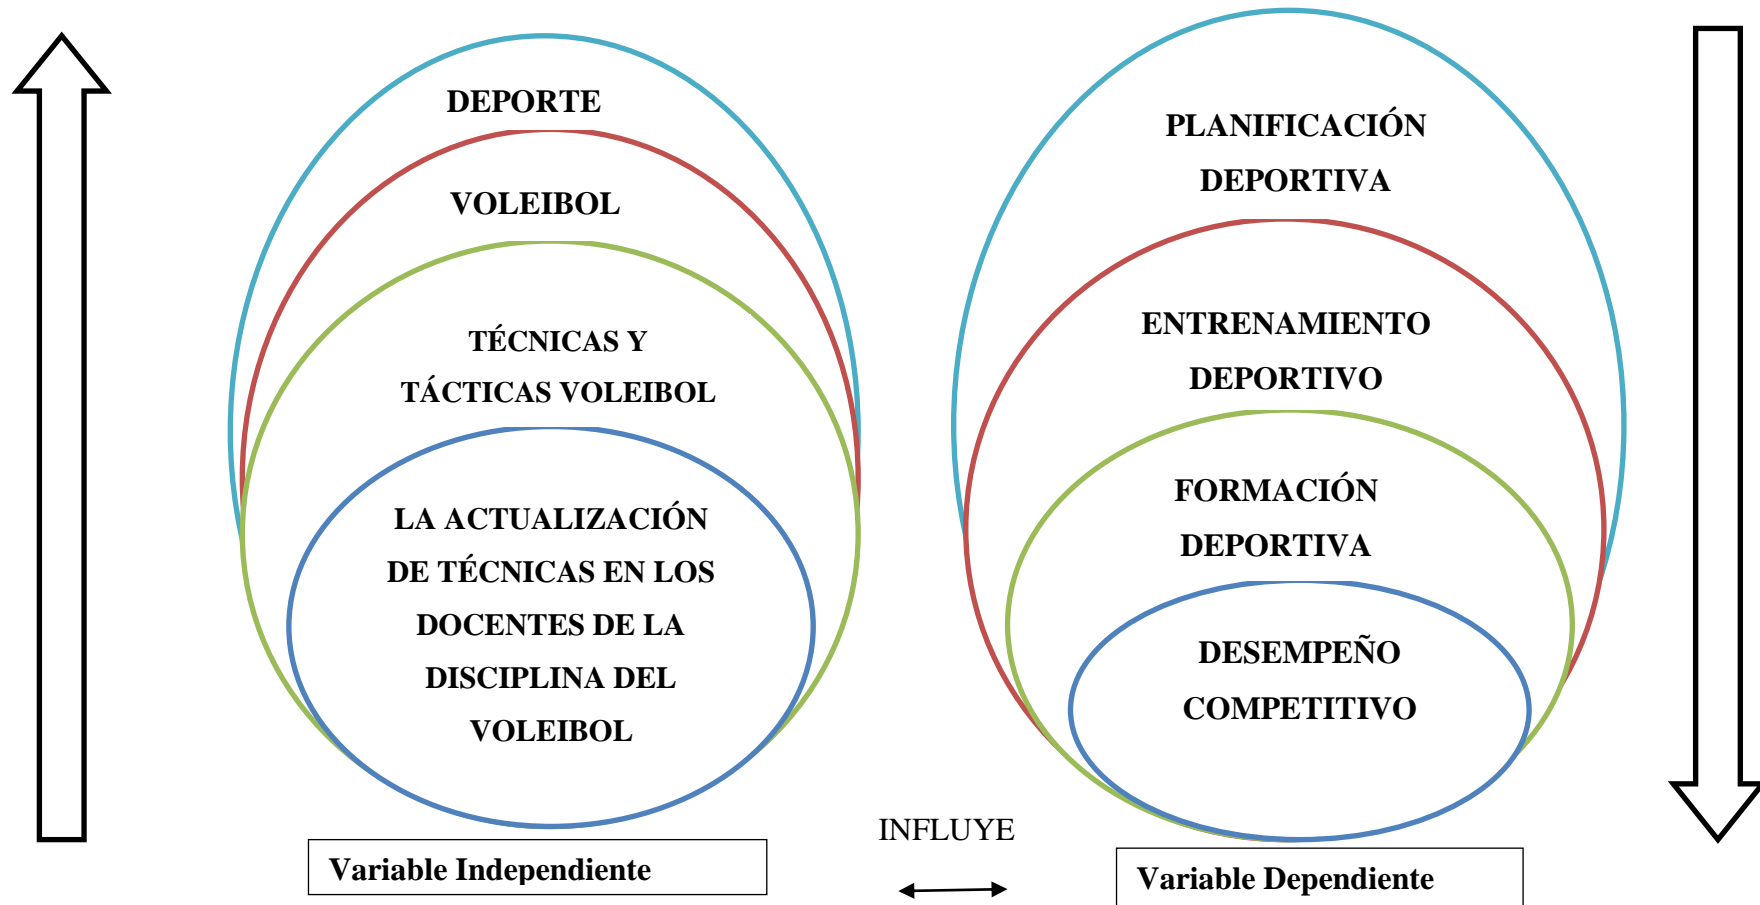 DEPORTE
VOLEIBOL
TÉCNICAS Y
TÁCTICAS VOLEIBOL
LA ACTUALIZACIÓN
DE TÉCNICAS EN LOS
DOCENTES DE LA
DISCIPLINA DEL
VOLEIBOL
Variable Independiente
INFLUYE
PLANIFICACIÓN
DEPORTIVA
ENTRENAMIENTO
DEPORTIVO
FORMACIÓN
DEPORTIVA
DESEMPEÑO
COMPETITIVO
Variable Dependiente